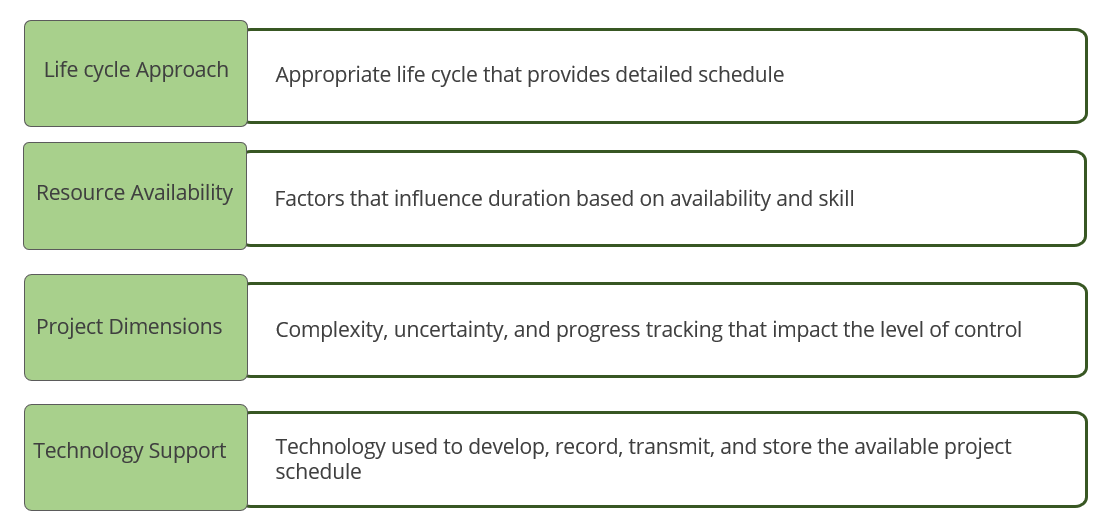 Life cycle Approach
Appropriate life cycle that provides detailed schedule
Resource Availability
Factors that influence duration based on availability and skill
Project Dimensions
Complexity, uncertainty, and progress tracking that impact the level of control
Technology Support
Technology used to develop, record, transmit, and store the available project
schedule